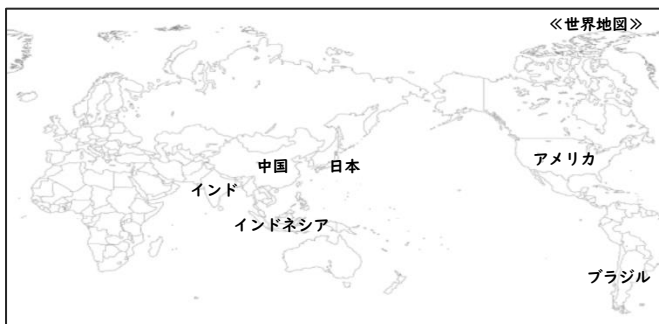 ≪世界地図≫
アメリカ
中国
日本
インド
インドネシア
ブラジル